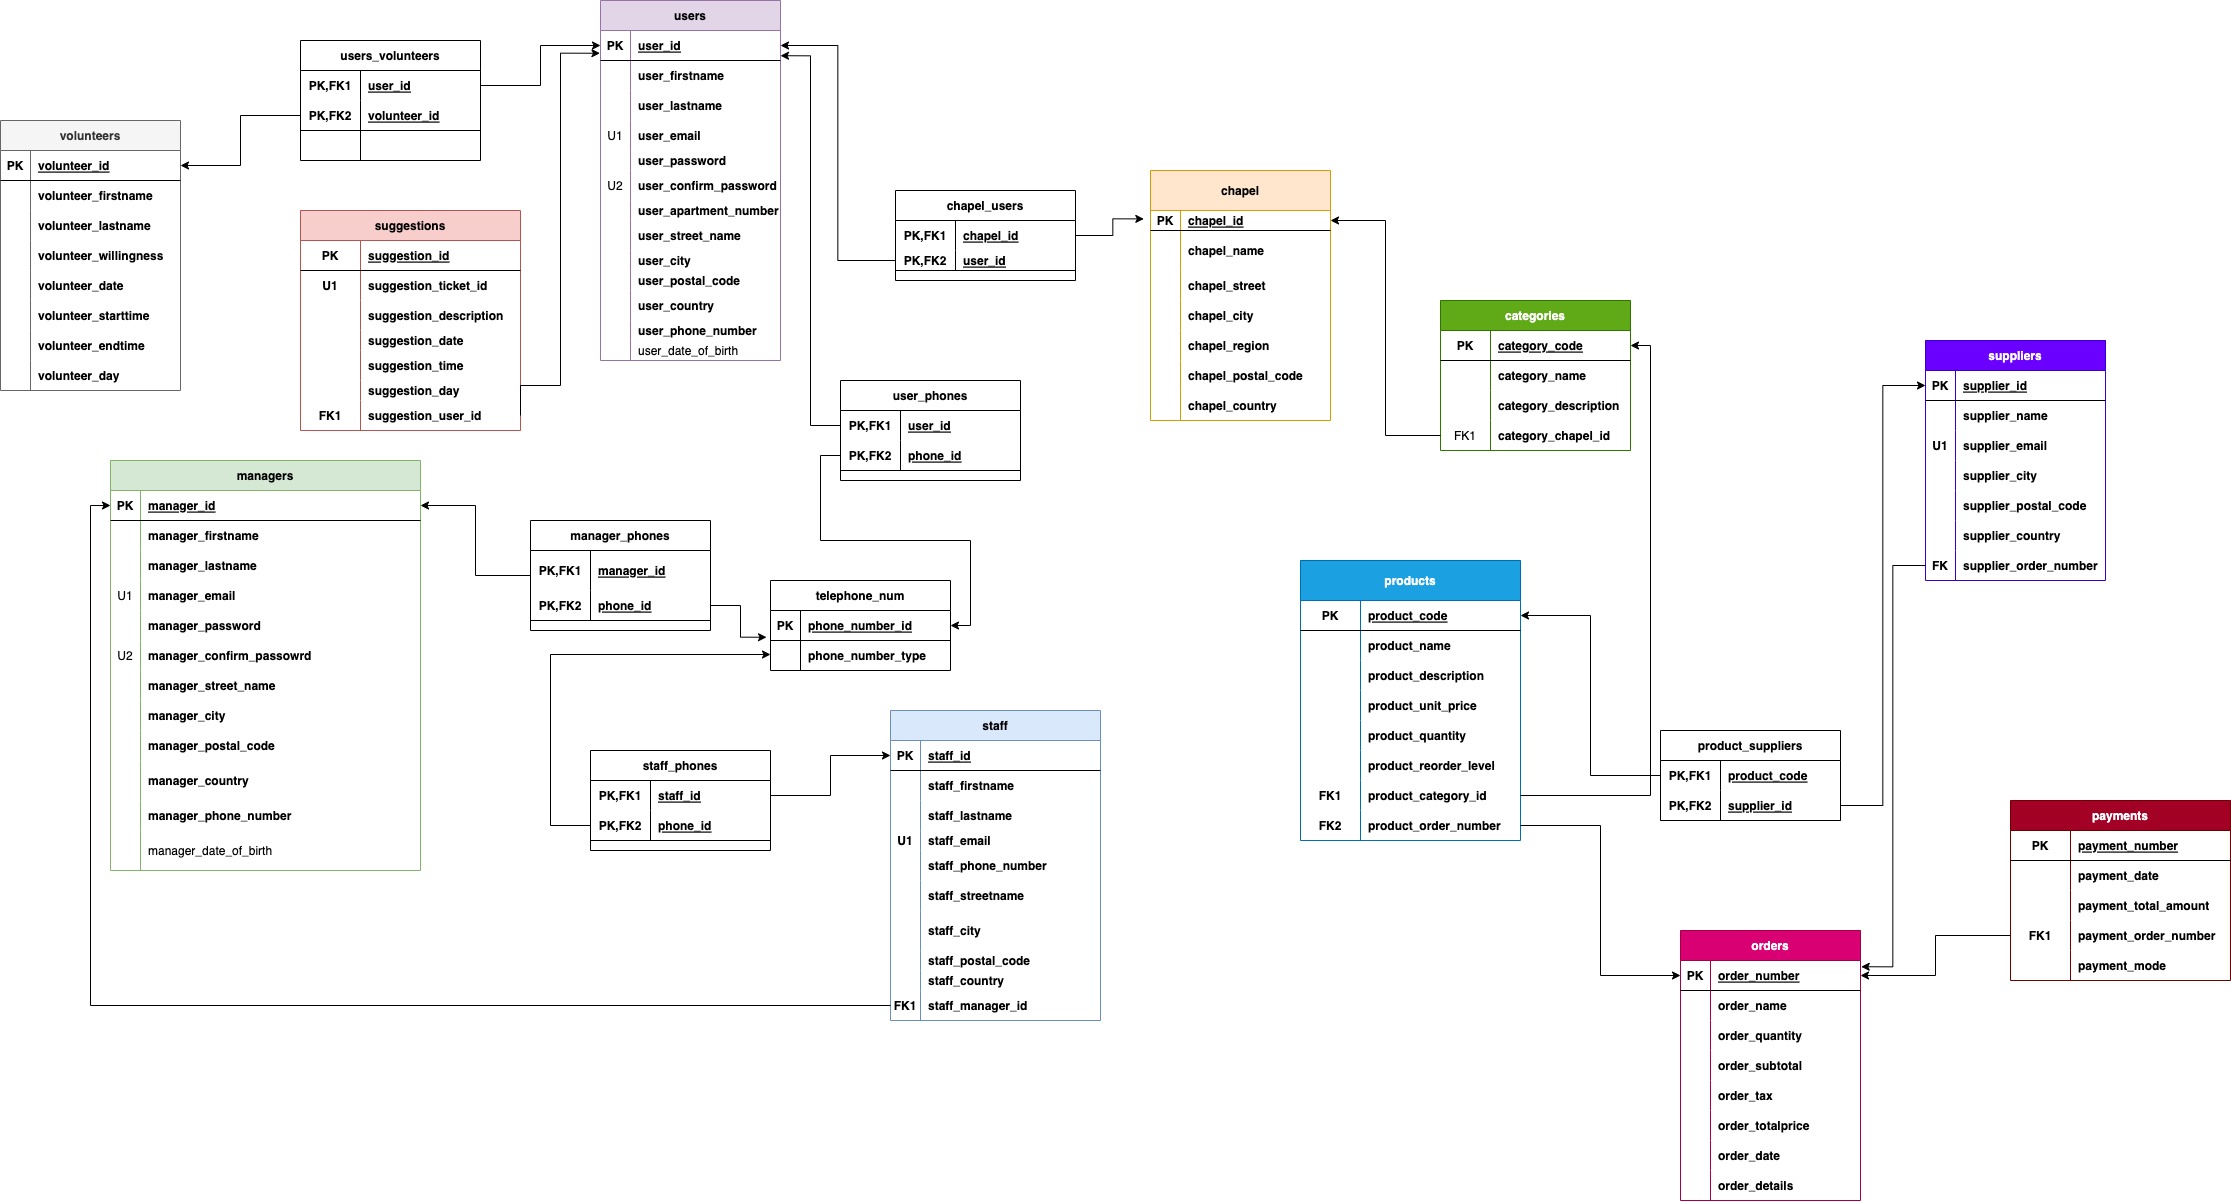 users
PK user_id
user_firstname
user_lastname
U1 user_email
user_password
U2 user_confirm_password
user_apartment_number
user_street_name
user_city
user_postal_code
user_country
user_phone_number
user_date_of_birth
users_volunteers
PK,FK1 user_id
PK,FK2 volunteer_id
volunteers
PK volunteer_id
volunteer_firstname
volunteer_lastname
volunteer_willingness
volunteer_date
volunteer_starttime
volunteer_endtime
volunteer_day
suggestions
PK suggestion_id
U1 suggestion_ticket_id
suggestion_description
suggestion_date
suggestion_time
suggestion_day
FK1 suggestion_user_id
chapel_users
PK,FK1 chapel_id
PK,FK2 user_id
chapel
PK chapel_id
chapel_name
chapel_street
chapel_city
chapel_region
chapel_postal_code
chapel_country
categories
PK category_code
category_name
category_description
FK1 category_chapel_id
suppliers
PK supplier_id
supplier_name
U1 supplier_email
supplier_city
supplier_postal_code
supplier_country
FK supplier_order_number
user_phones
PK,FK1 user_id
PK,FK2 phone_id
managers
PK manager_id
manager_firstname
manager_lastname
U1 manager_email
manager_password
U2 manager_confirm_passowrd
manager_street_name
manager_city
manager_postal_code
manager_country
manager_phone_number
manager_date_of_birth
manager_phones
PK,FK1 manager_id
PK,FK2 phone_id
telephone_num
PK phone_number_id
phone_number_type
products
PK product_code
product_name
product_description
product_unit_price
product_quantity
product_reorder_level
FK1 product_category_id
FK2 product_order_number
staff_phones
PK,FK1 staff_id
PK,FK2 phone_id
staff
PK staff_id
staff_firstname
staff_lastname
U1 staff_email
staff_phone_number
staff_streetname
staff_city
staff_postal_code
staff_country
FK1 staff_manager_id
product_suppliers
PK,FK1 product_code
PK,FK2 supplier_id
payments
PK payment_number
payment_date
payment_total_amount
FK1 payment_order_number
payment_mode
orders
PK order_number
order_name
order_quantity
order_subtotal
order_tax
order_totalprice
order_date
order_details